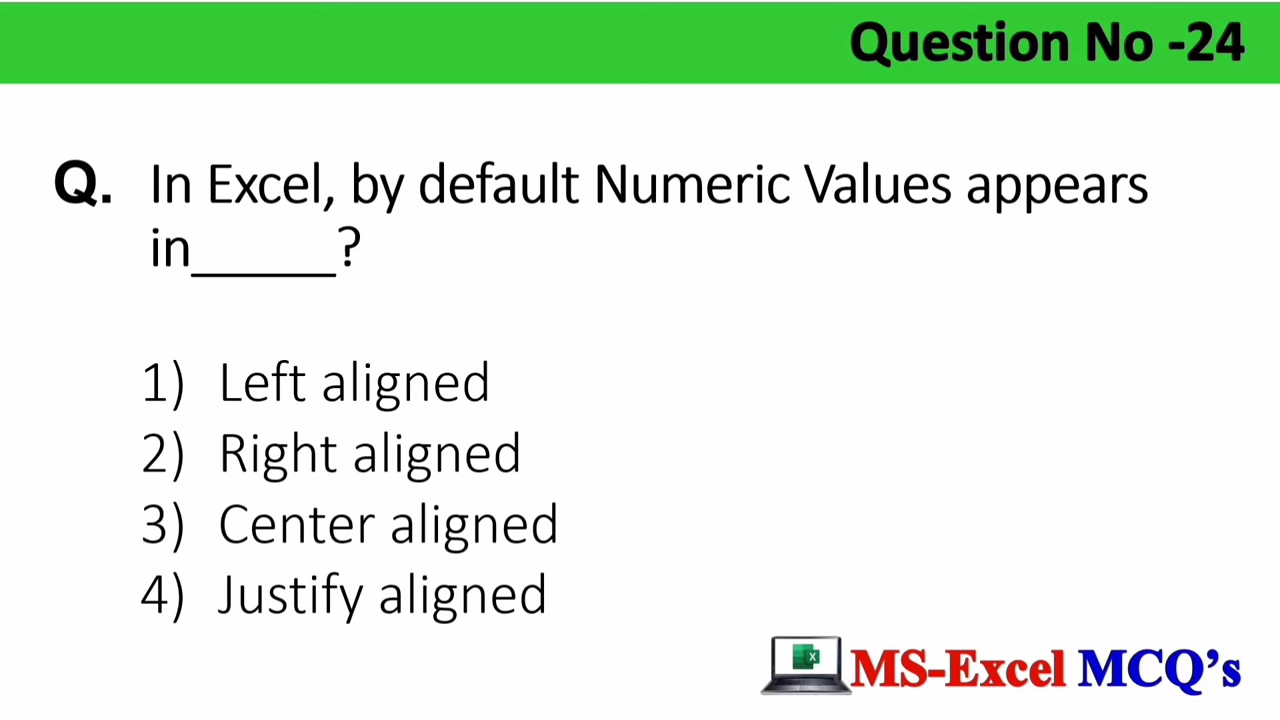 Question No -24
Q. In Excel, by default Numeric Values appears
in_____?
1) Left aligned
2) Right aligned
3) Center aligned
4) Justify aligned
X
MS-Excel MCQ’s